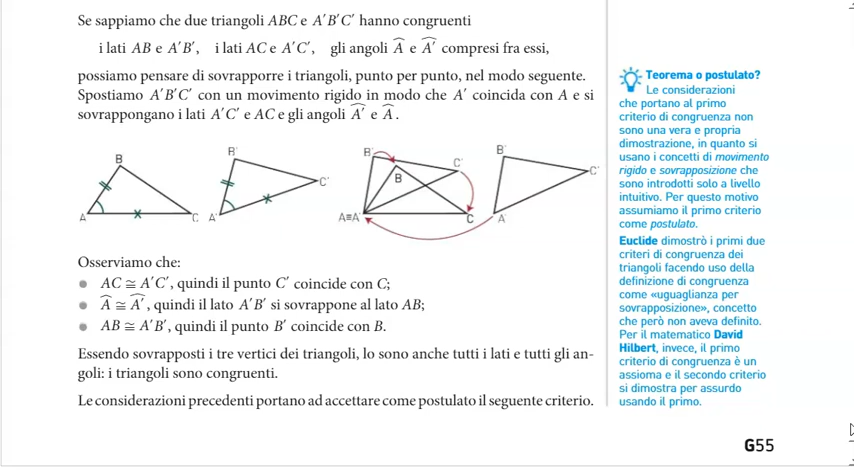 Se sappiamo che due triangoli ABC e A′B′C′ hanno congruenti
i lati AB e A′B′, i lati AC e A′C′, gli angoli Â e Â′ compresi fra essi,
possiamo pensare di sovrapporre i triangoli, punto per punto, nel modo seguente.
Spostiamo A′B′C′ con un movimento rigido in modo che A′ coincida con A e si
sovrappongano i lati A′C′ e AC e gli angoli Â′ e Â.
B
A
C
B′
A′
C′
B′
B
C′
A≡A′
C
B′
C′
A′
Osserviamo che:
● AC ≅ A′C′, quindi il punto C′ coincide con C;
● Â ≅ Â′, quindi il lato A′B′ si sovrappone al lato AB;
● AB ≅ A′B′, quindi il punto B′ coincide con B.
Essendo sovrapposti i tre vertici dei triangoli, lo sono anche tutti i lati e tutti gli an-
goli: i triangoli sono congruenti.
Le considerazioni precedenti portano ad accettare come postulato il seguente criterio.
Teorema o postulato?
Le considerazioni
che portano al primo
criterio di congruenza non
sono una vera e propria
dimostrazione, in quanto si
usano i concetti di movimento
rigido e sovrapposizione che
sono introdotti solo a livello
intuitivo. Per questo motivo
assumiamo il primo criterio
come postulato.
Euclide dimostrò i primi due
criteri di congruenza dei
triangoli facendo uso della
definizione di congruenza
come «uguaglianza per
sovrapposizione», concetto
che però non aveva definito.
Per il matematico David
Hilbert, invece, il primo
criterio di congruenza è un
assioma e il secondo criterio
si dimostra per assurdo
usando il primo.
G55